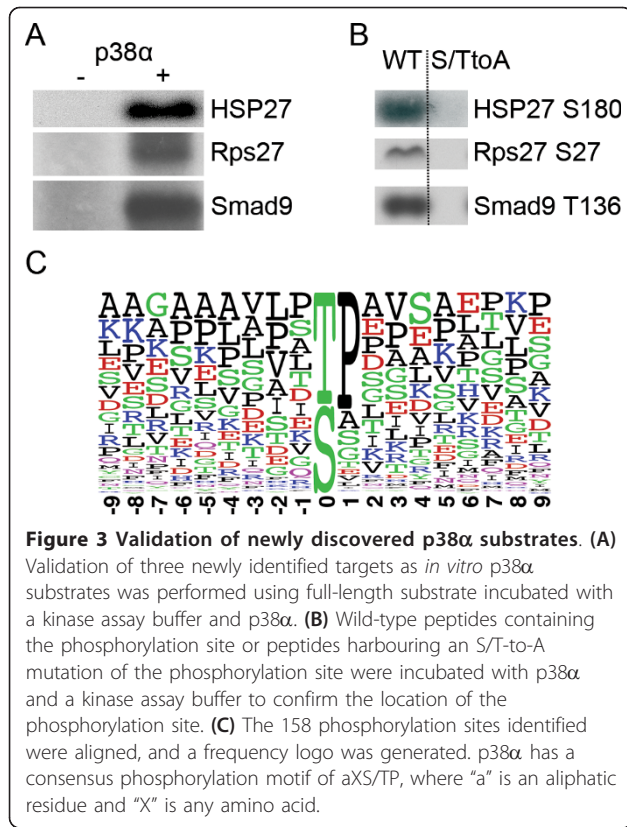 A
p38α
- +
HSP27
Rps27
Smad9
B
WT S/TtoA
HSP27 S180
Rps27 S27
Smad9 T136
C
A A G A A A V L P T P A V S A E P K P
-9 -8 -7 -6 -5 -4 -3 -2 -1 0 1 2 3 4 5 6 7 8 9
Figure 3 Validation of newly discovered p38α substrates. (A)
Validation of three newly identified targets as in vitro p38α
substrates was performed using full-length substrate incubated with
a kinase assay buffer and p38α. (B) Wild-type peptides containing
the phosphorylation site or peptides harbouring an S/T-to-A
mutation of the phosphorylation site were incubated with p38α
and a kinase assay buffer to confirm the location of the
phosphorylation site. (C) The 158 phosphorylation sites identified
were aligned, and a frequency logo was generated. p38α has a
consensus phosphorylation motif of aXS/TP, where “a” is an aliphatic
residue and “X” is any amino acid.